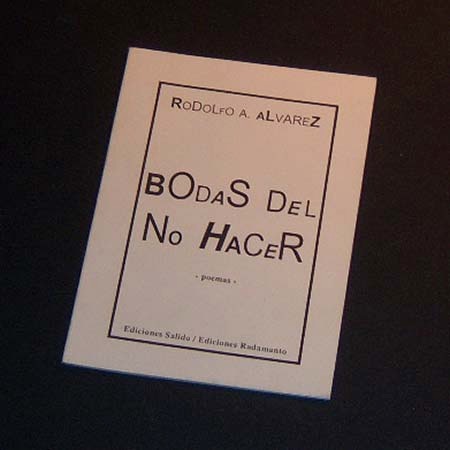 RoDoLFo A. aLvareZ
BOdaS DeL
No HaCeR
- poemas -
Ediciones Salido / Ediciones Radamanto